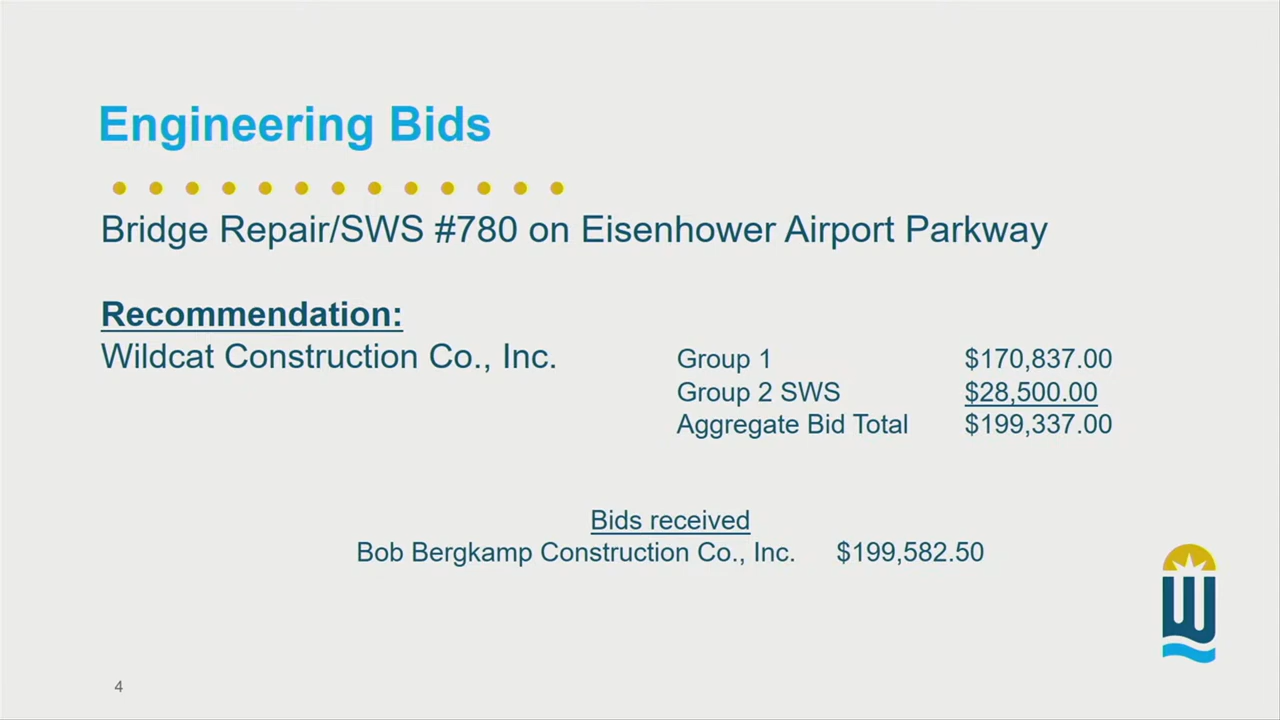 Engineering Bids
Bridge Repair/SWS #780 on Eisenhower Airport Parkway
Recommendation:
Wildcat Construction Co., Inc.
Group 1 $170,837.00
Group 2 SWS $28,500.00
Aggregate Bid Total $199,337.00
Bids received
Bob Bergkamp Construction Co., Inc. $199,582.50
W
4